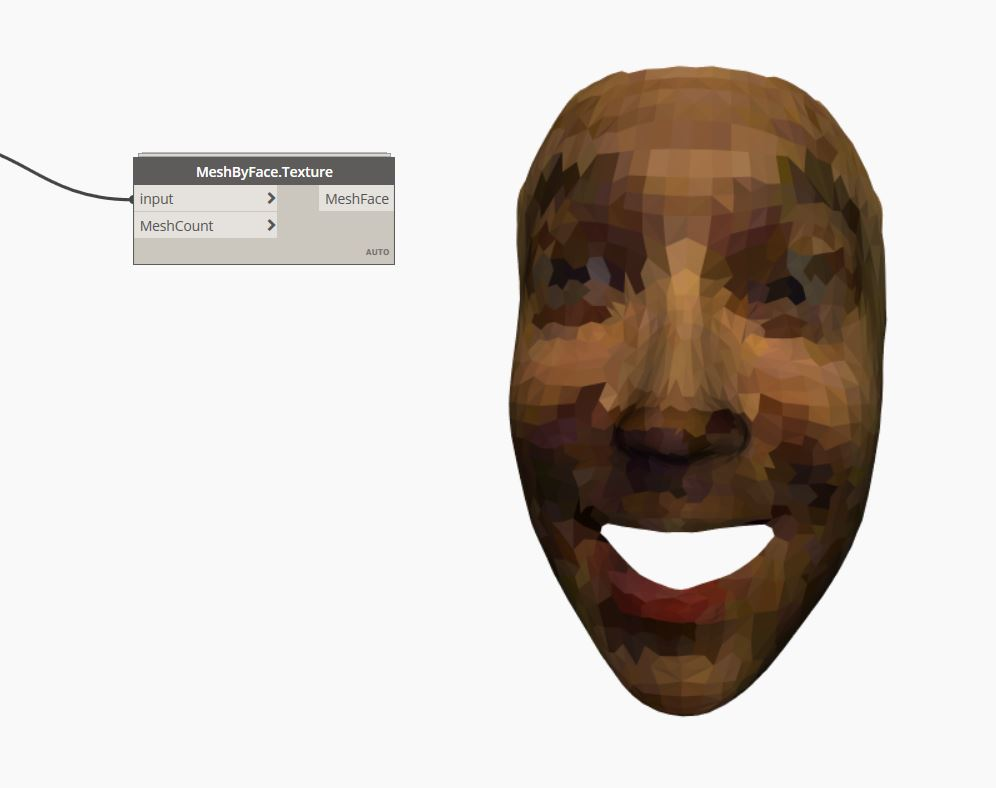 MeshByFace.Texture
input > MeshFace
MeshCount >
AUTO